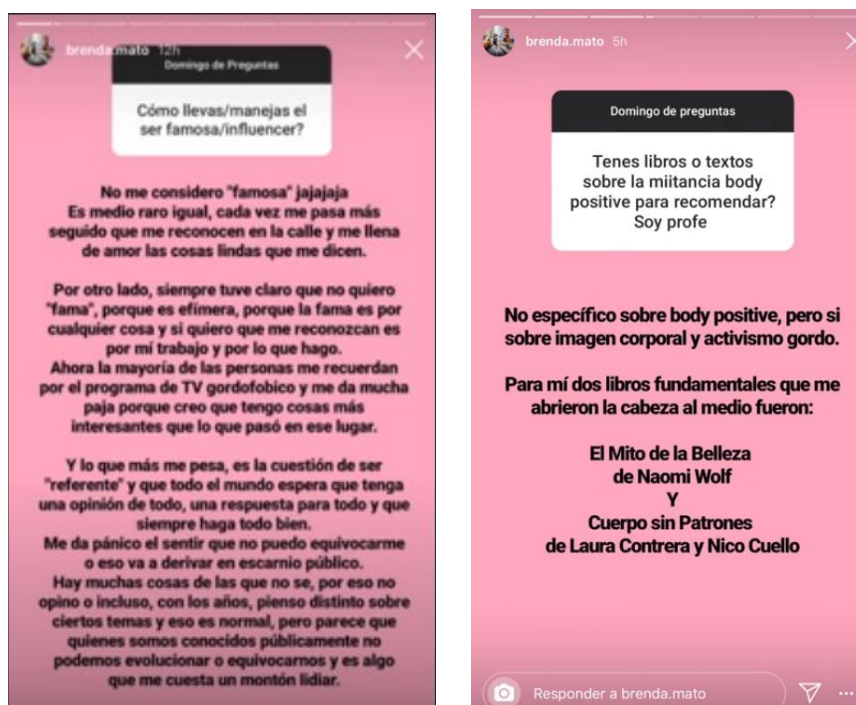 brenda.mato 12h
Domingo de Preguntas
Cómo llevas/manejas el
ser famosa/influencer?
No me considero "famosa" jajajaja
Es medio raro igual, cada vez me pasa más
seguido que me reconocen en la calle y me llena
de amor las cosas lindas que me dicen.
Por otro lado, siempre tuve claro que no quiero
"fama", porque es efímera, porque la fama es por
cualquier cosa y si quiero que me reconozcan es
por mí trabajo y por lo que hago.
Ahora la mayoría de las personas me recuerdan
por el programa de TV gordofobico y me da mucha
paja porque creo que tengo cosas más
interesantes que lo que pasó en ese lugar.
Y lo que más me pesa, es la cuestión de ser
"referente" y que todo el mundo espera que tenga
una opinión de todo, una respuesta para todo y que
siempre haga todo bien.
Me da pánico el sentir que no puedo equivocarme
o eso va a derivar en escarnio público.
Hay muchas cosas de las que no se, por eso no
opino o incluso, con los años, pienso distinto sobre
ciertos temas y eso es normal, pero parece que
quienes somos conocidos públicamente no
podemos evolucionar o equivocarnos y es algo
que me cuesta un montón lidiar.
brenda.mato 5h
Domingo de preguntas
Tenes libros o textos
sobre la miitancia body
positive para recomendar?
Soy profe
No específico sobre body positive, pero si
sobre imagen corporal y activismo gordo.
Para mí dos libros fundamentales que me
abrieron la cabeza al medio fueron:
El Mito de la Belleza
de Naomi Wolf
Y
Cuerpo sin Patrones
de Laura Contrera y Nico Cuello
Responder a brenda.mato